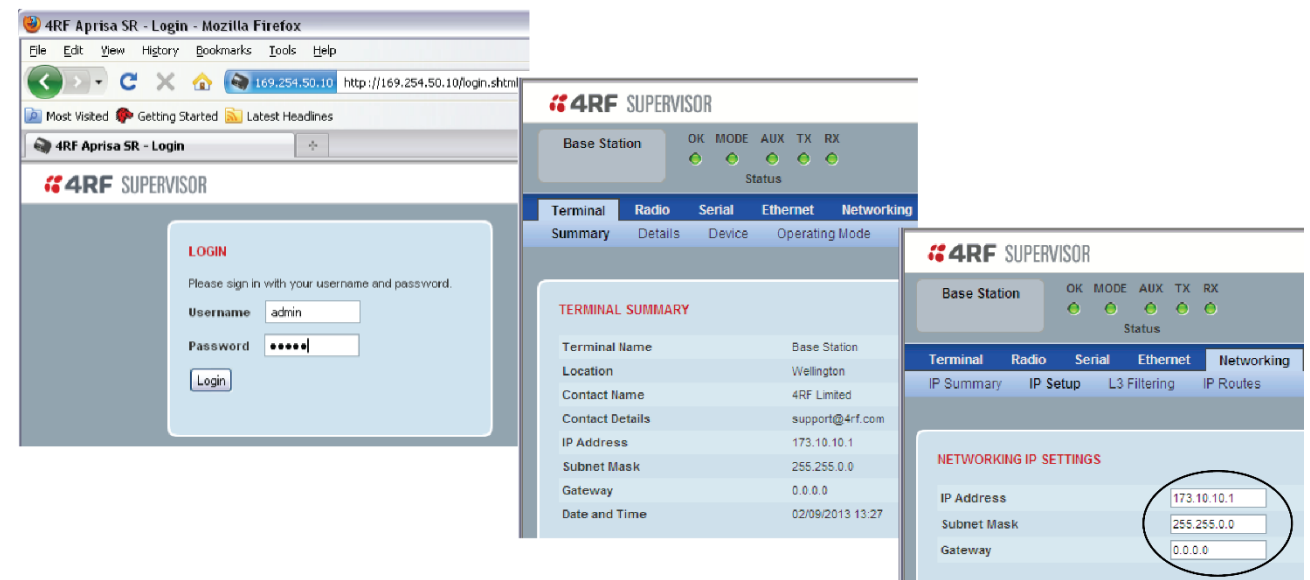 4RF Aprisa SR - Login - Mozilla Firefox
File Edit View History Bookmarks Tools Help
169.254.50.10 http://169.254.50.10/login.shtml
Most Visited Getting Started Latest Headlines
4RF Aprisa SR - Login
4RF SUPERVISOR
LOGIN
Please sign in with your username and password.
Username admin
Password •••••
Login
4RF SUPERVISOR
Base Station OK MODE AUX TX RX
Status
Terminal Radio Serial Ethernet Networking
Summary Details Device Operating Mode
TERMINAL SUMMARY
Terminal Name Base Station
Location Wellington
Contact Name 4RF Limited
Contact Details support@4rf.com
IP Address 173.10.10.1
Subnet Mask 255.255.0.0
Gateway 0.0.0.0
Date and Time 02/09/2013 13:27
4RF SUPERVISOR
Base Station OK MODE AUX TX RX
Status
Terminal Radio Serial Ethernet Networking
IP Summary IP Setup L3 Filtering IP Routes
NETWORKING IP SETTINGS
IP Address 173.10.10.1
Subnet Mask 255.255.0.0
Gateway 0.0.0.0